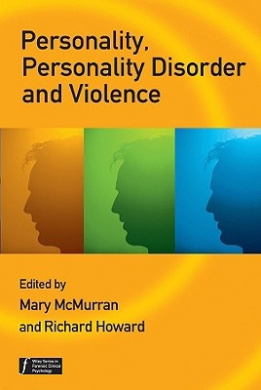 Personality,
Personality Disorder
and Violence
Edited by
Mary McMurran
and Richard Howard
f
Wiley Series in
Forensic Clinical
Psychology